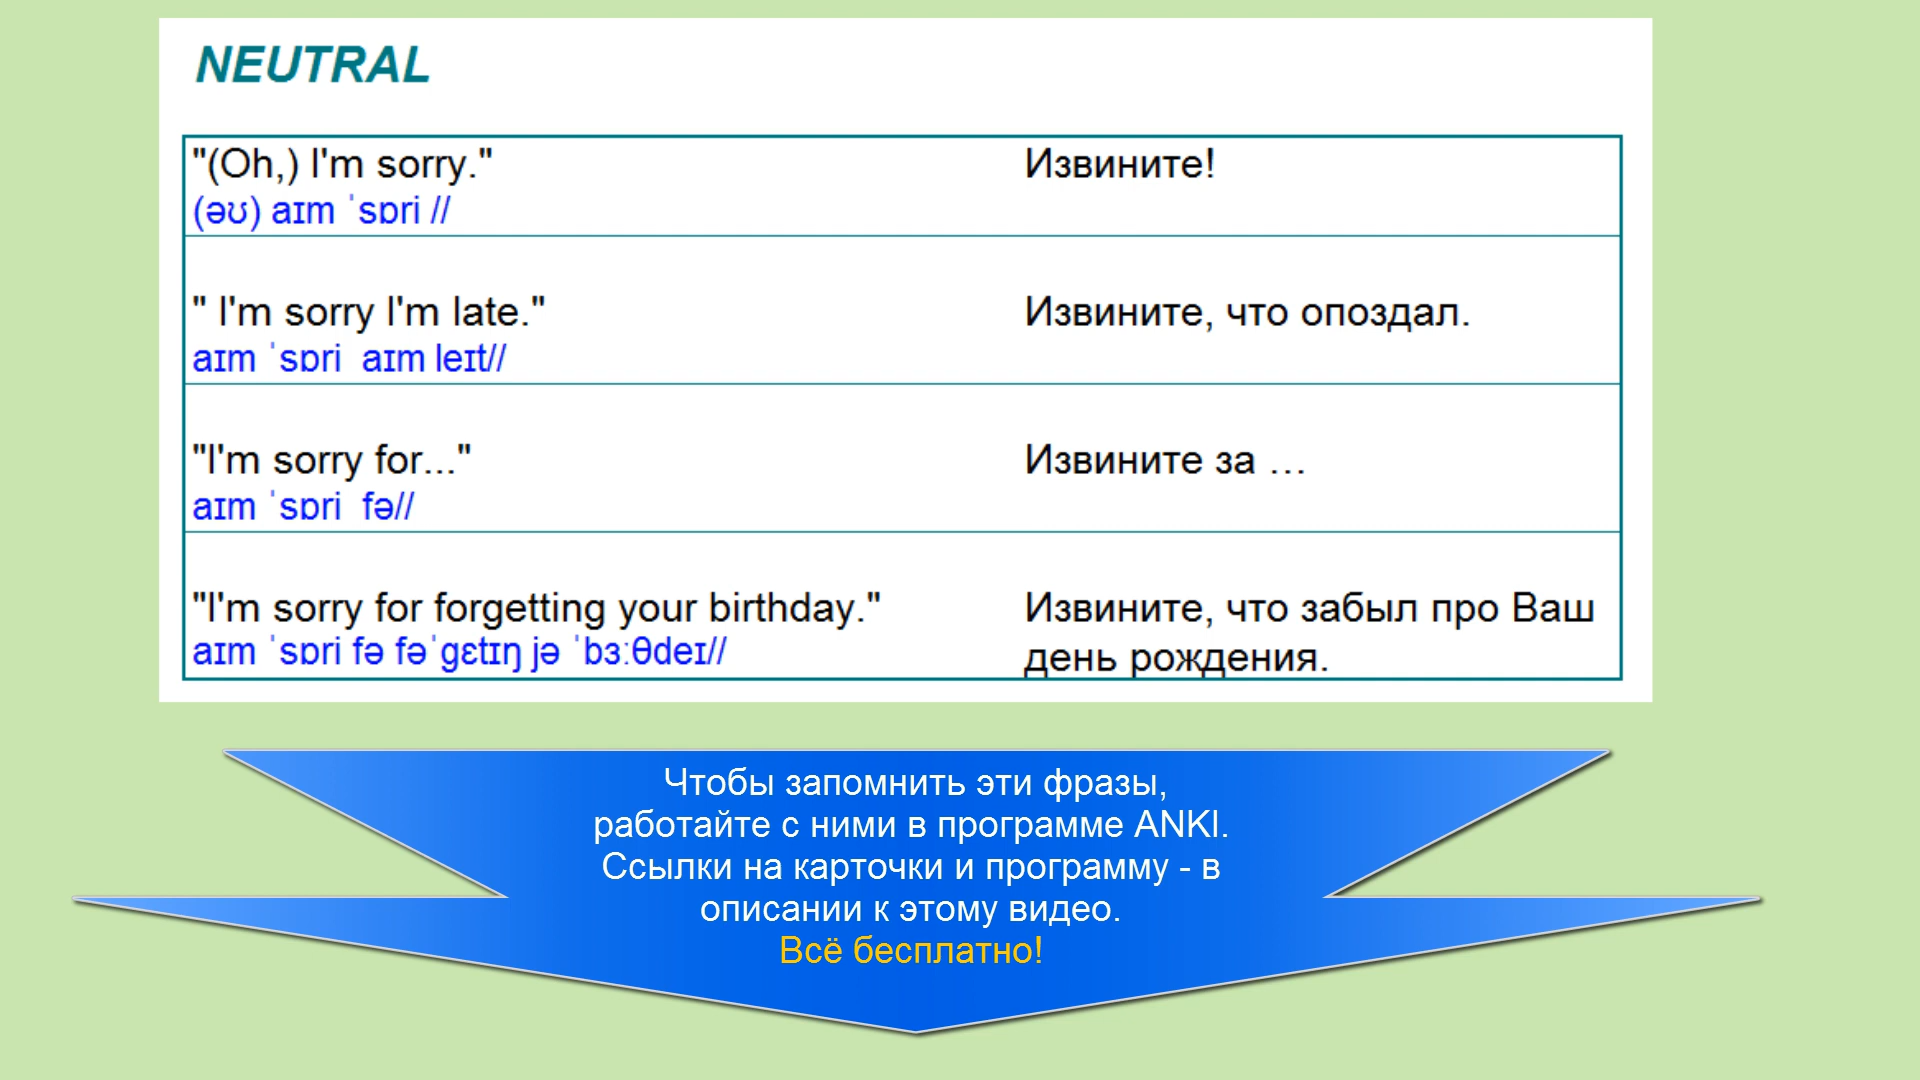 NEUTRAL
"(Oh,) I'm sorry." Извините!
(əʊ) aɪm ˈsɒri //
" I'm sorry I'm late." Извините, что опоздал.
aɪm ˈsɒri  aɪm leɪt//
"I'm sorry for..." Извините за …
aɪm ˈsɒri  fə//
"I'm sorry for forgetting your birthday." Извините, что забыл про Ваш
aɪm ˈsɒri fə fəˈgɛtɪŋ jə ˈbɜːθdeɪ// день рождения.
Чтобы запомнить эти фразы,
работайте с ними в программе ANKI.
Ссылки на карточки и программу - в
описании к этому видео.
Всё бесплатно!